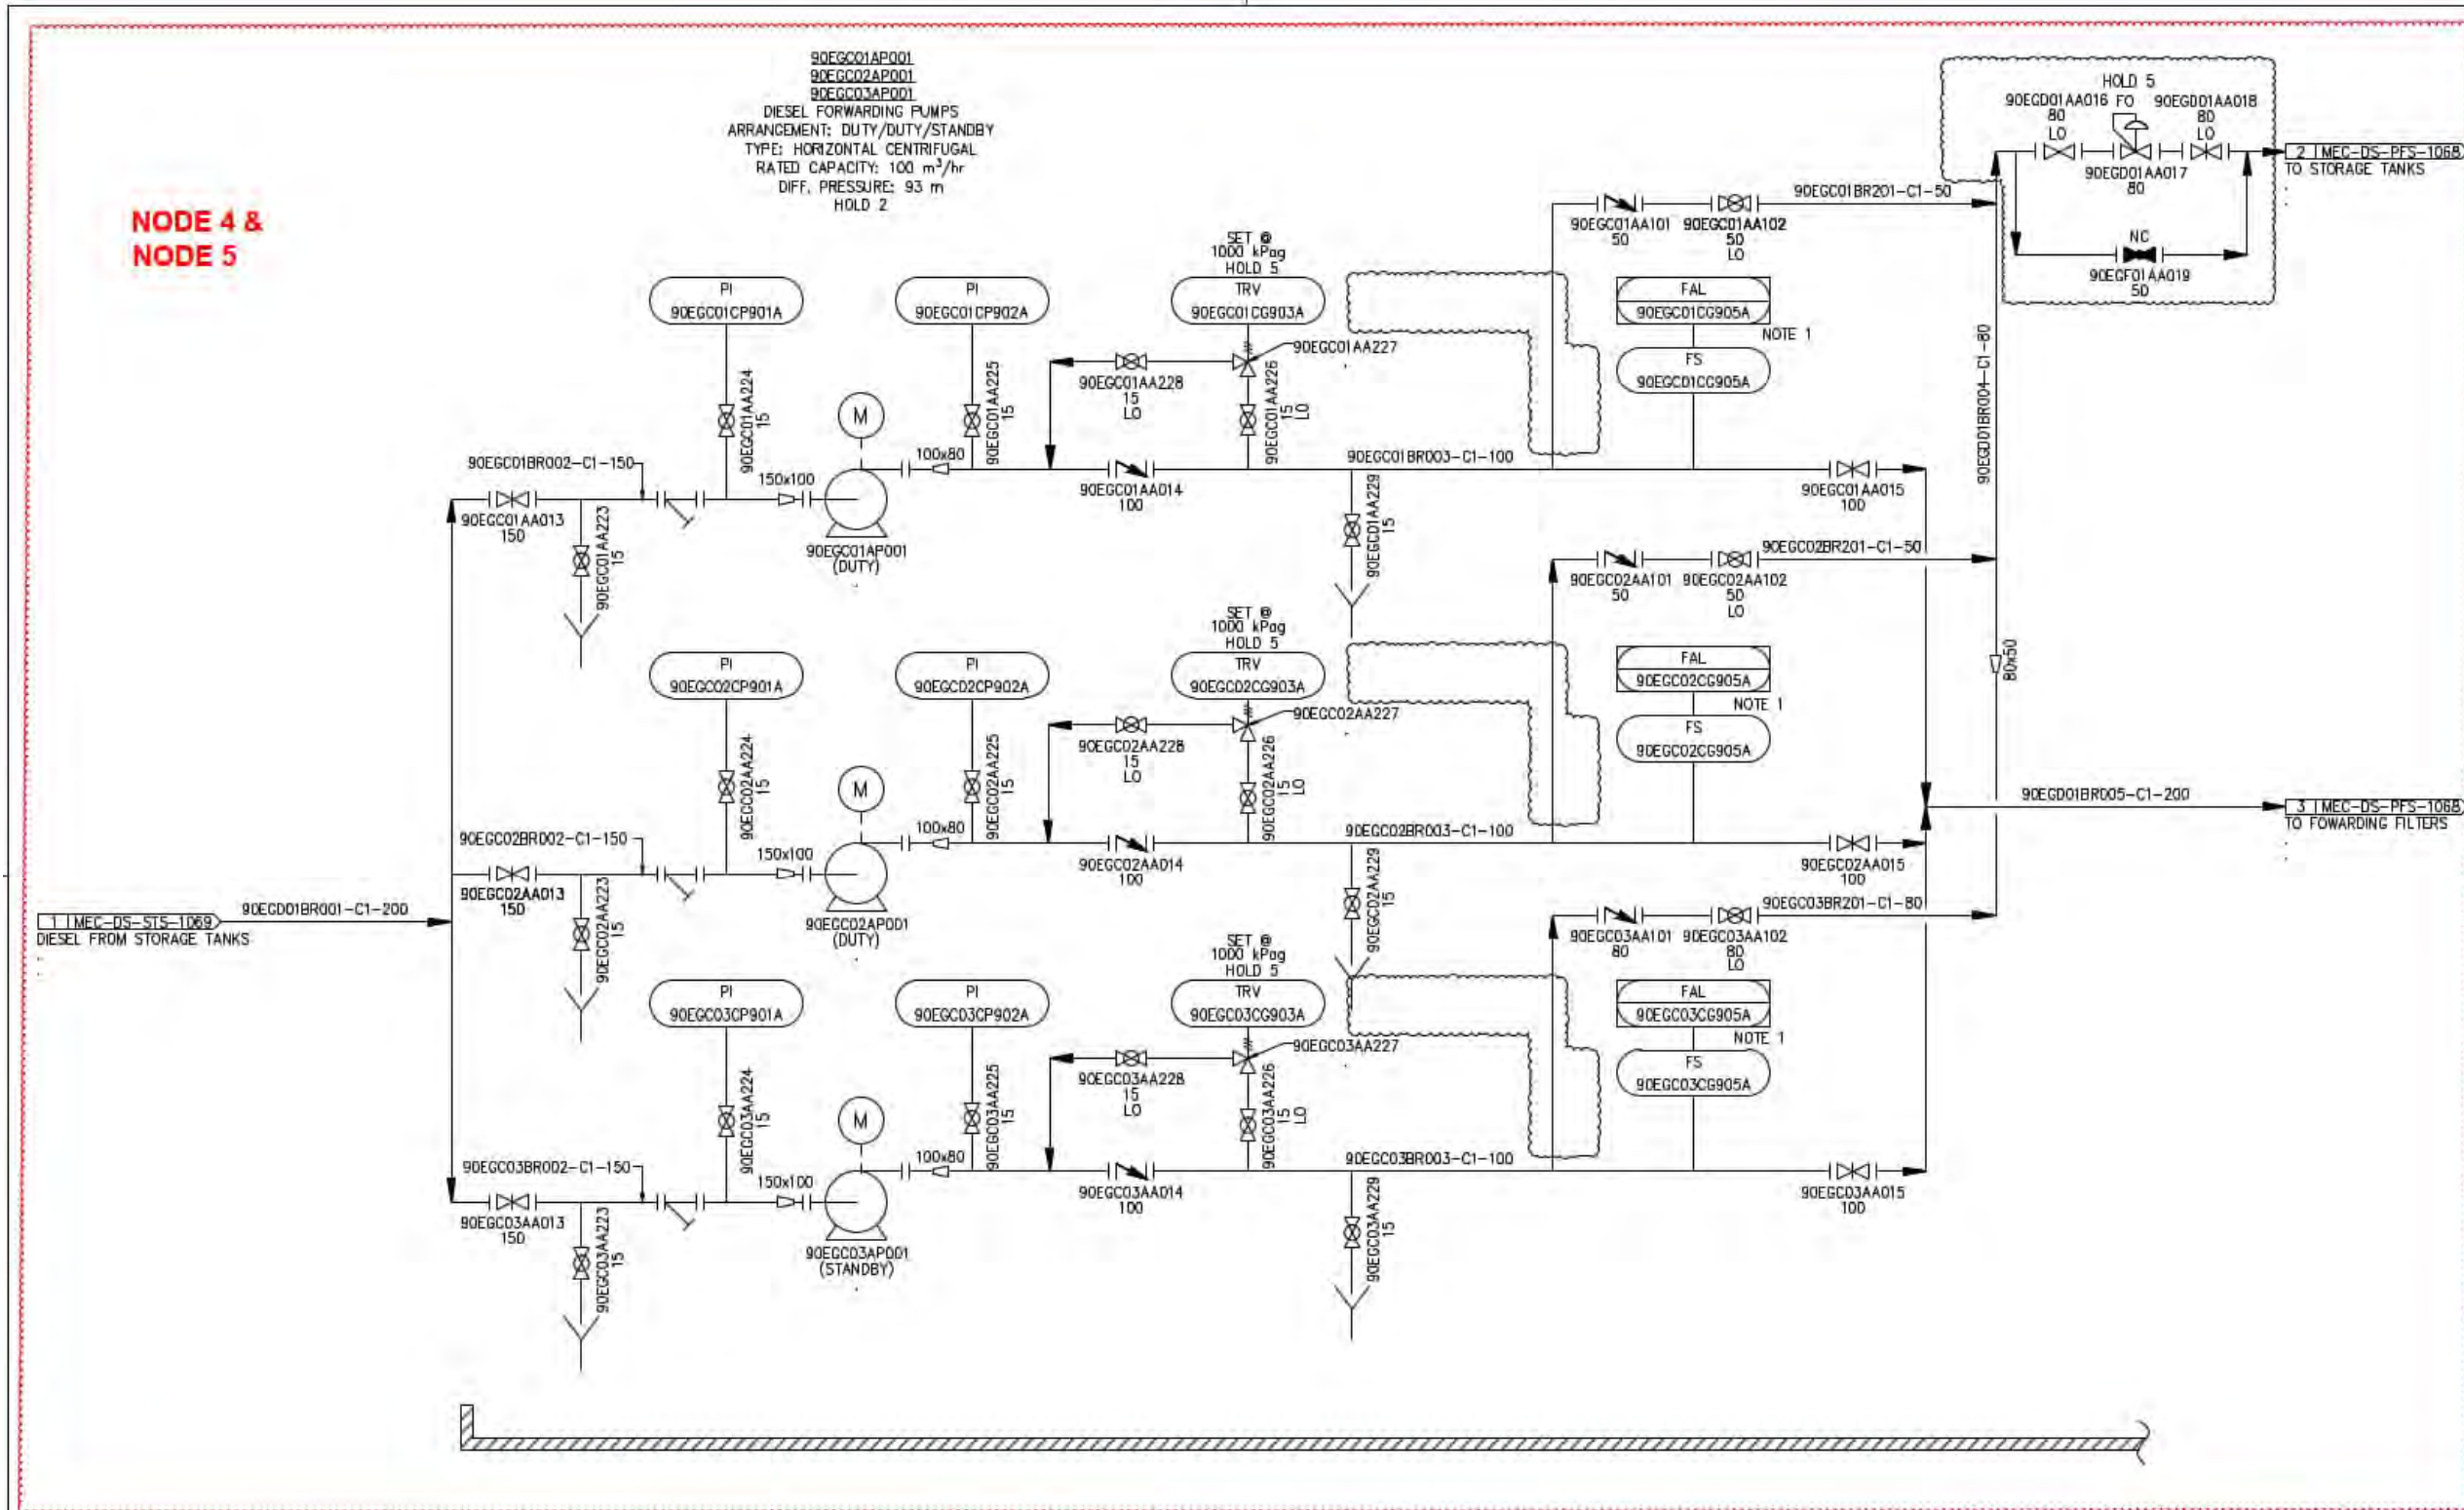 90EGC01AP001
90EGC02AP001
90EGC03AP001
DIESEL FORWARDING PUMPS
ARRANGEMENT: DUTY/DUTY/STANDBY
TYPE: HORIZONTAL CENTRIFUGAL
RATED CAPACITY: 100 m³/hr
DIFF. PRESSURE: 93 m
HOLD 2
NODE 4 &
NODE 5
HOLD 5
90EGD01AA016 FO 90EGD01AA018
80 80
LO LO
90EGD01AA017
80
2 MEC-DS-PFS-1068
TO STORAGE TANKS
NC
90EGF01AA019
50
90EGD01BR004-C1-80
80x50
90EGC01BR201-C1-50
90EGC01AA101
50
90EGC01AA102
50
LO
SET @
1000 kPag
HOLD 5
PI
90EGC01CP901A
PI
90EGC01CP902A
TRV
90EGC01CG903A
FAL
90EGC01CG905A
NOTE 1
FS
90EGC01CG905A
90EGC01AA227
90EGC01AA228
15
LO
90EGC01AA224
15
90EGC01AA225
15
90EGC01AA226
15
LO
M
100x80
90EGC01BR002-C1-150
150x100
90EGC01AA013
150
90EGC01AA223
15
90EGC01AP001
(DUTY)
90EGC01AA014
100
90EGC01BR003-C1-100
90EGC01AA229
15
90EGC01AA015
100
90EGC02BR201-C1-50
90EGC02AA101
50
90EGC02AA102
50
LO
SET @
1000 kPag
HOLD 5
PI
90EGC02CP901A
PI
90EGC02CP902A
TRV
90EGC02CG903A
FAL
90EGC02CG905A
NOTE 1
FS
90EGC02CG905A
90EGC02AA227
90EGC02AA228
15
LO
90EGC02AA224
15
90EGC02AA225
15
90EGC02AA226
15
LO
M
100x80
90EGC02BR002-C1-150
150x100
90EGC02AA013
150
90EGC02AA223
15
90EGC02AP001
(DUTY)
90EGC02AA014
100
90EGC02BR003-C1-100
90EGC02AA229
15
90EGC02AA015
100
90EGD01BR005-C1-200
3 MEC-DS-PFS-1068
TO FOWARDING FILTERS
1 MEC-DS-STS-1069
DIESEL FROM STORAGE TANKS
90EGD01BR001-C1-200
90EGC03BR201-C1-80
90EGC03AA101
80
90EGC03AA102
80
LO
SET @
1000 kPag
HOLD 5
PI
90EGC03CP901A
PI
90EGC03CP902A
TRV
90EGC03CG903A
FAL
90EGC03CG905A
NOTE 1
FS
90EGC03CG905A
90EGC03AA227
90EGC03AA228
15
LO
90EGC03AA224
15
90EGC03AA225
15
90EGC03AA226
15
LO
M
100x80
90EGC03BR002-C1-150
150x100
90EGC03AA013
150
90EGC03AA223
15
90EGC03AP001
(STANDBY)
90EGC03AA014
100
90EGC03BR003-C1-100
90EGC03AA229
15
90EGC03AA015
100